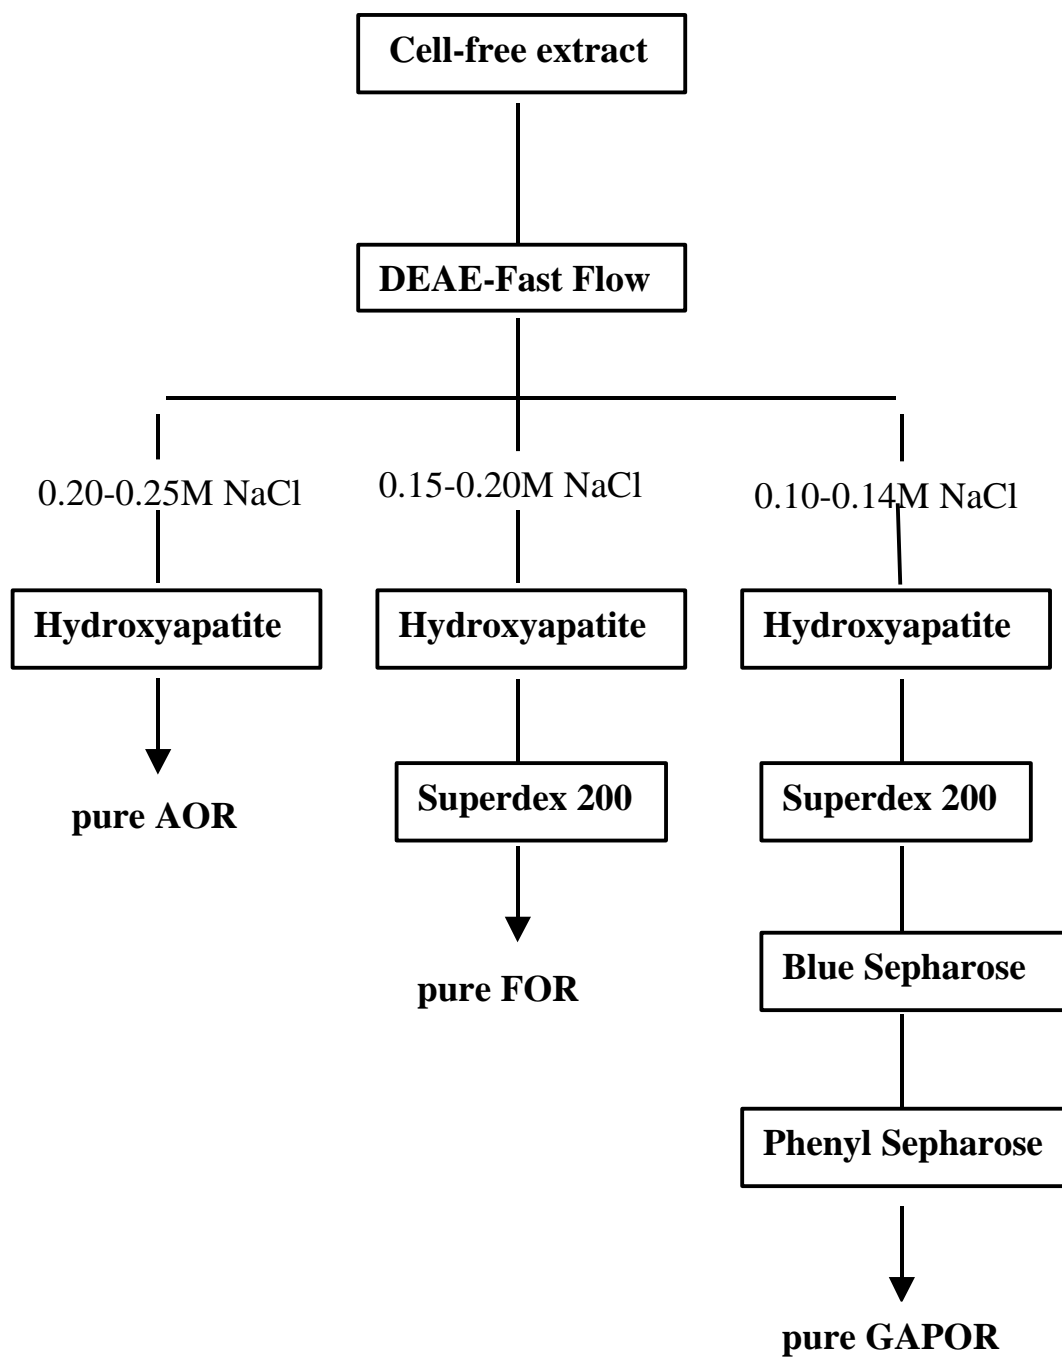 Cell-free extract
DEAE-Fast Flow
0.20-0.25M NaCl
0.15-0.20M NaCl
0.10-0.14M NaCl
Hydroxyapatite
Hydroxyapatite
Hydroxyapatite
pure AOR
Superdex 200
Superdex 200
pure FOR
Blue Sepharose
Phenyl Sepharose
pure GAPOR